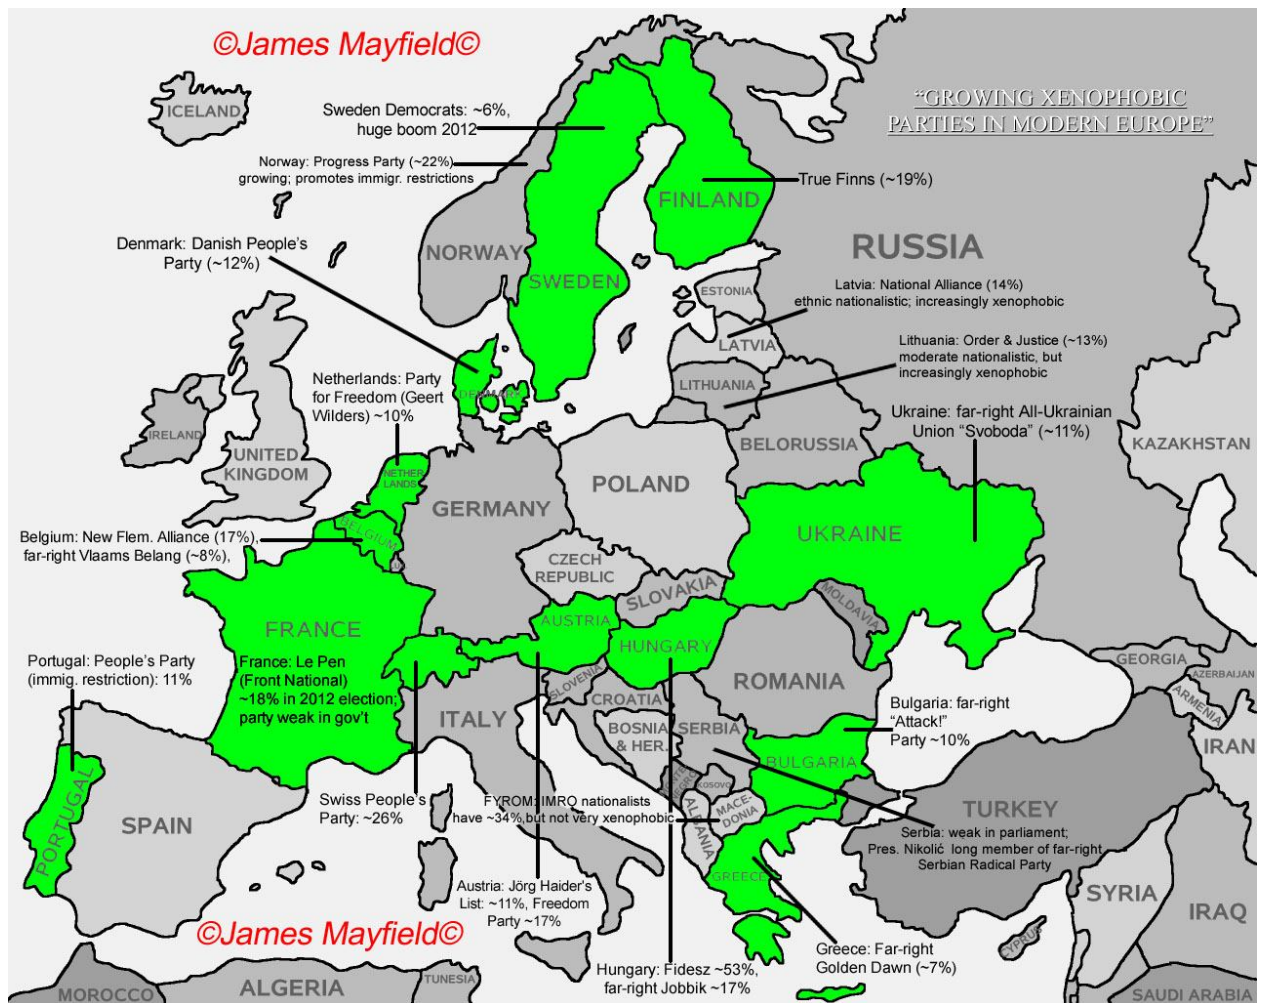 ©James Mayfield©
"GROWING XENOPHOBIC
PARTIES IN MODERN EUROPE"
ICELAND
Sweden Democrats: ~6%,
huge boom 2012
Norway: Progress Party (~22%)
growing; promotes immigr. restrictions
True Finns (~19%)
FINLAND
Denmark: Danish People's
Party (~12%)
NORWAY
SWEDEN
RUSSIA
ESTONIA
Latvia: National Alliance (14%)
ethnic nationalistic; increasingly xenophobic
LATVIA
Lithuania: Order & Justice (~13%)
moderate nationalistic, but
increasingly xenophobic
LITHUANIA
DENMARK
Netherlands: Party
for Freedom (Geert
Wilders) ~10%
Ukraine: far-right All-Ukrainian
Union "Svoboda" (~11%)
IRELAND
UNITED
KINGDOM
BELORUSSIA
KAZAKHSTAN
NETHER
LANDS
GERMANY
POLAND
UKRAINE
Belgium: New Flem. Alliance (17%),
far-right Vlaams Belang (~8%),
BELGIUM
CZECH
REPUBLIC
SLOVAKIA
MOLDAVIA
FRANCE
AUSTRIA
HUNGARY
France: Le Pen
(Front National)
~18% in 2012 election;
party weak in gov't
Portugal: People's Party
(immig. restriction): 11%
GEORGIA
AZERBAIJAN
ARMENIA
SLOVENIA
ROMANIA
CROATIA
ITALY
BOSNIA
& HER.
SERBIA
Bulgaria: far-right
"Attack!"
Party ~10%
IRAN
BULGARIA
MONTE
NEGRO
KOSOVO
PORTUGAL
SPAIN
Swiss People's
Party: ~26%
FYROM: IMRO nationalists
have ~34%,but not very xenophobic
MACE-
DONIA
ALBANIA
TURKEY
Serbia: weak in parliament;
Pres. Nikolić long member of far-right
Serbian Radical Party
GREECE
Austria: Jörg Haider's
List: ~11%, Freedom
Party ~17%
SYRIA
IRAQ
©James Mayfield©
CYPRUS
Greece: Far-right
Golden Dawn (~7%)
Hungary: Fidesz ~53%,
far-right Jobbik ~17%
MOROCCO
ALGERIA
TUNISIA
SAUDI ARABIA